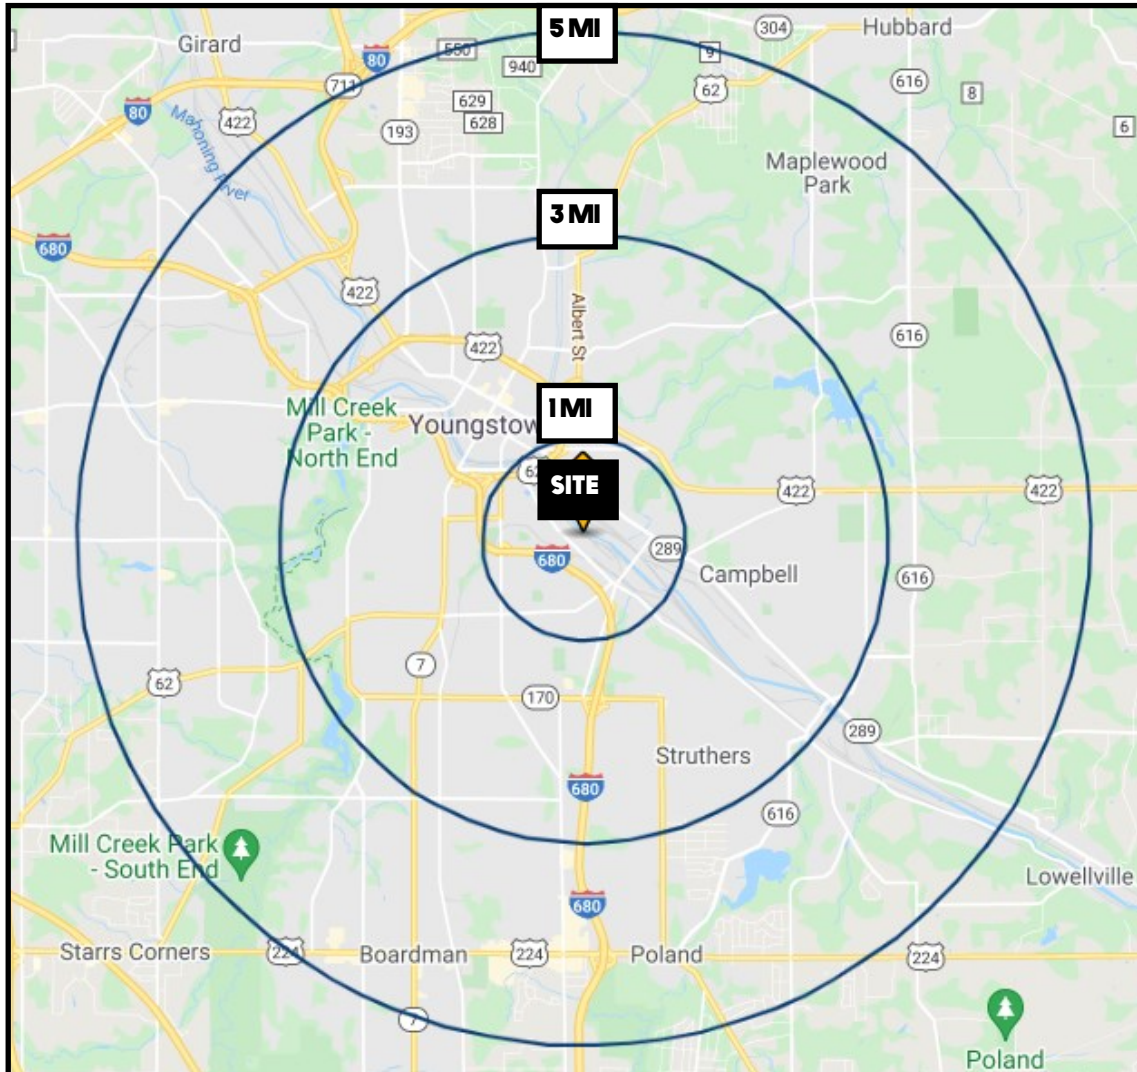 5 MI
304
Hubbard
Girard
80
550
9
940
711
62
616
8
80
629
422
628
193
6
Mahoning River
Maplewood
Park
3 MI
680
422
Albert St
616
422
1 MI
Mill Creek
Park -
North End
Youngstow
SITE
422
422
289
680
Campbell
616
7
62
170
289
Struthers
680
616
Mill Creek Park
- South End
Lowellville
680
Starrs Corners
224
Boardman
224
Poland
224
7
Poland